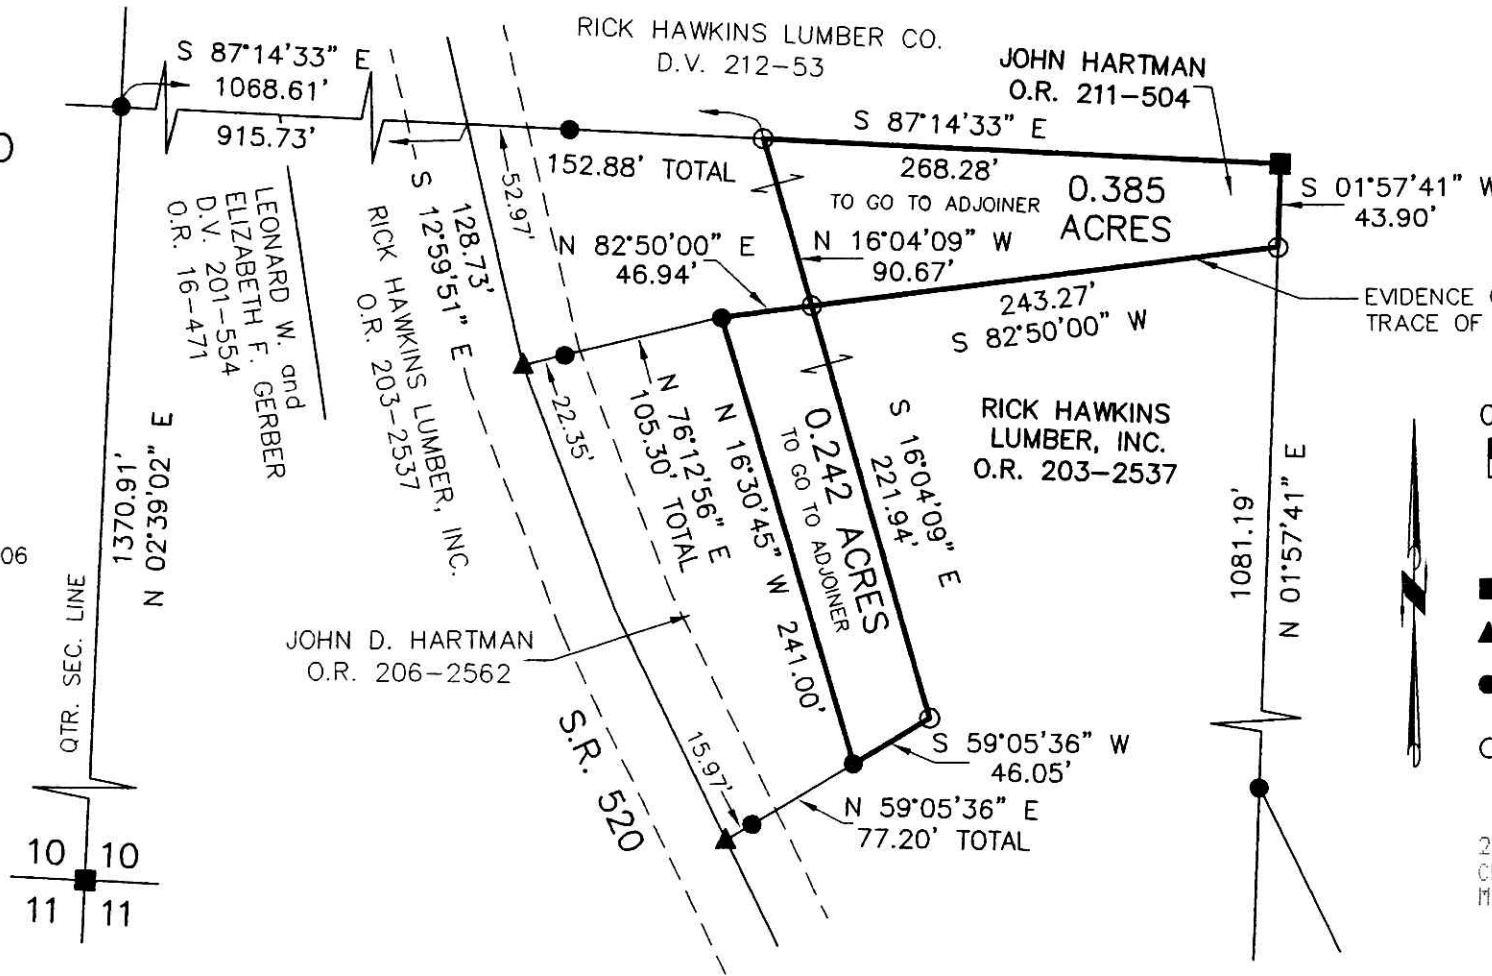 RICK HAWKINS LUMBER CO.
D.V. 212-53
S 87°14'33" E
1068.61'
915.73'
JOHN HARTMAN
O.R. 211-504
S 87°14'33" E
268.28'
TO GO TO ADJOINER
0.385
ACRES
S 01°57'41" W
43.90'
152.88' TOTAL
52.97'
128.73'
S 12°59'51" E
N 82°50'00" E
46.94'
N 16°04'09" W
90.67'
243.27'
S 82°50'00" W
EVIDENCE
TRACE OF
LEONARD W. and
ELIZABETH F. GERBER
D.V. 201-554
O.R. 16-471
RICK HAWKINS LUMBER, INC.
O.R. 203-2537
22.35'
N 76°12'56" E
105.30' TOTAL
N 16°30'45" W 241.00'
0.242 ACRES
TO GO TO ADJOINER
S 16°04'09" E
221.94'
RICK HAWKINS
LUMBER, INC.
O.R. 203-2537
1370.91'
N 02°39'02" E
QTR. SEC. LINE
1081.19'
N 01°57'41" E
06
JOHN D. HARTMAN
O.R. 206-2562
S.R. 520
15.97'
S 59°05'36" W
46.05'
N 59°05'36" E
77.20' TOTAL
10 10
11 11